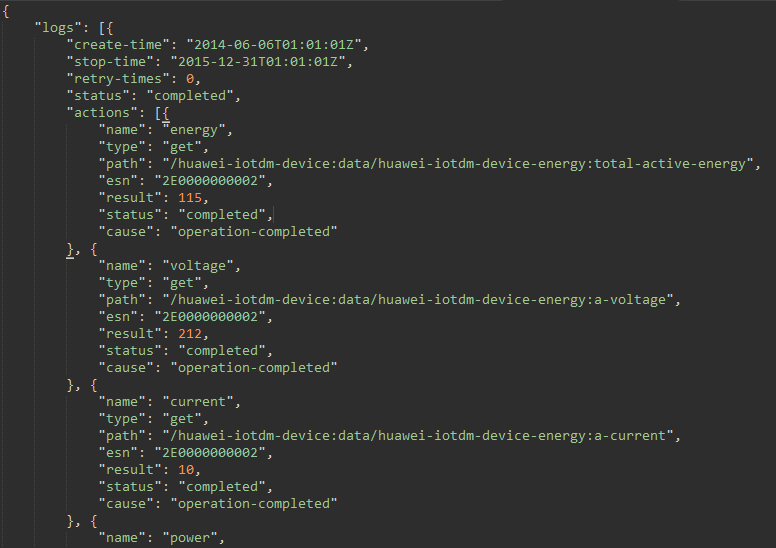 {
"logs": [{
"create-time": "2014-06-06T01:01:01Z",
"stop-time": "2015-12-31T01:01:01Z",
"retry-times": 0,
"status": "completed",
"actions": [{
"name": "energy",
"type": "get",
"path": "/huawei-iotdm-device:data/huawei-iotdm-device-energy:total-active-energy",
"esn": "2E0000000002",
"result": 115,
"status": "completed",
"cause": "operation-completed"
}, {
"name": "voltage",
"type": "get",
"path": "/huawei-iotdm-device:data/huawei-iotdm-device-energy:a-voltage",
"esn": "2E0000000002",
"result": 212,
"status": "completed",
"cause": "operation-completed"
}, {
"name": "current",
"type": "get",
"path": "/huawei-iotdm-device:data/huawei-iotdm-device-energy:a-current",
"esn": "2E0000000002",
"result": 10,
"status": "completed",
"cause": "operation-completed"
}, {
"name": "power",